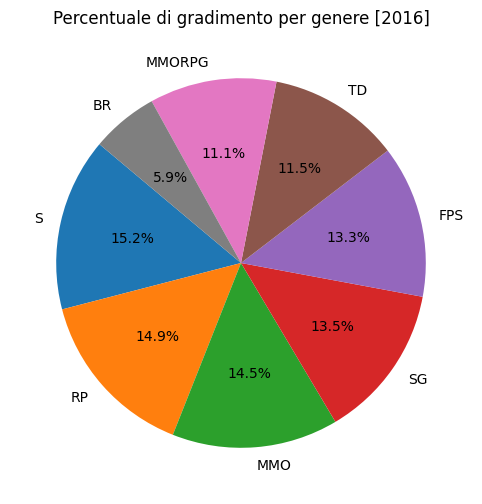 Percentuale di gradimento per genere [2016]
MMORPG
TD
BR
11.1%
11.5%
5.9%
S
15.2%
13.3%
FPS
14.9%
13.5%
14.5%
RP
SG
MMO